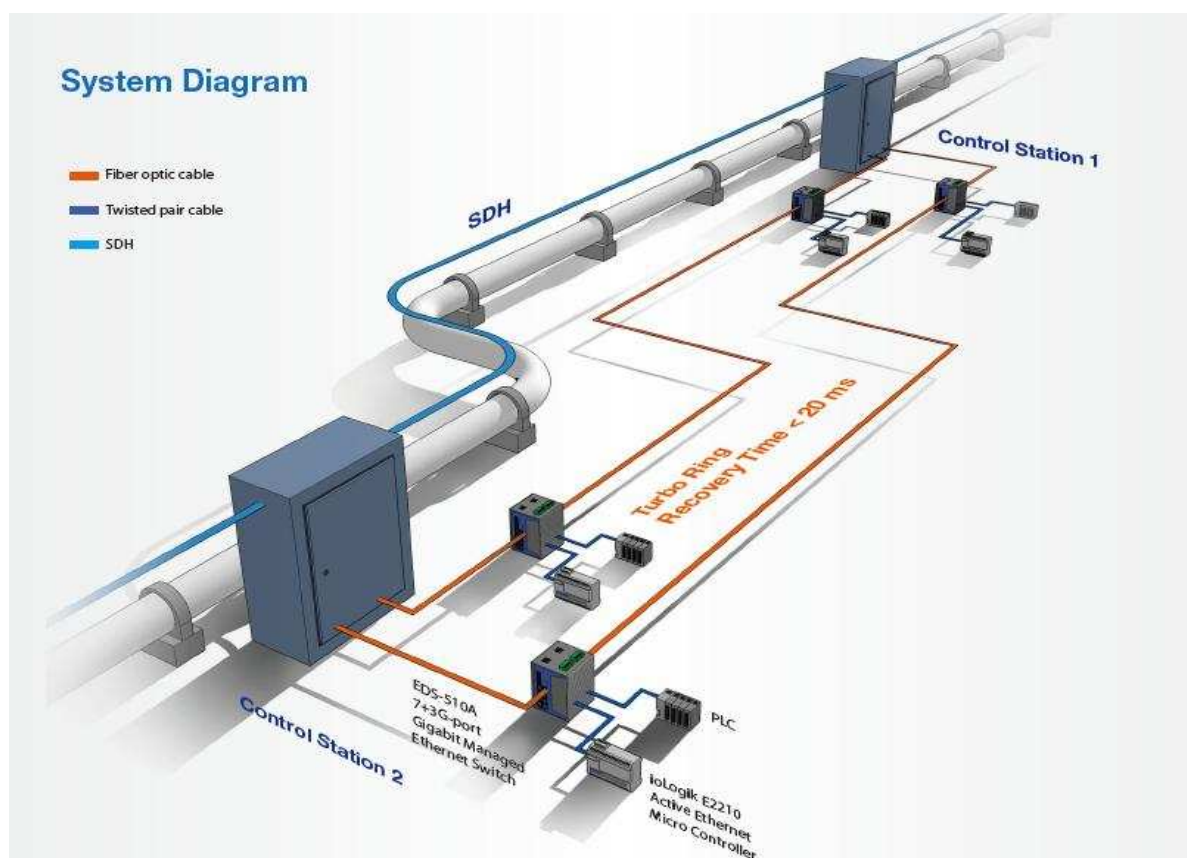 System Diagram
Fiber optic cable
Twisted pair cable
SDH
SDH
Control Station 1
Turbo Ring
Recovery Time < 20 ms
Control Station 2
EDS-510A
7+3G-port
Gigabit Managed
Ethernet Switch
PLC
ioLogik E2210
Active Ethernet
Micro Controller